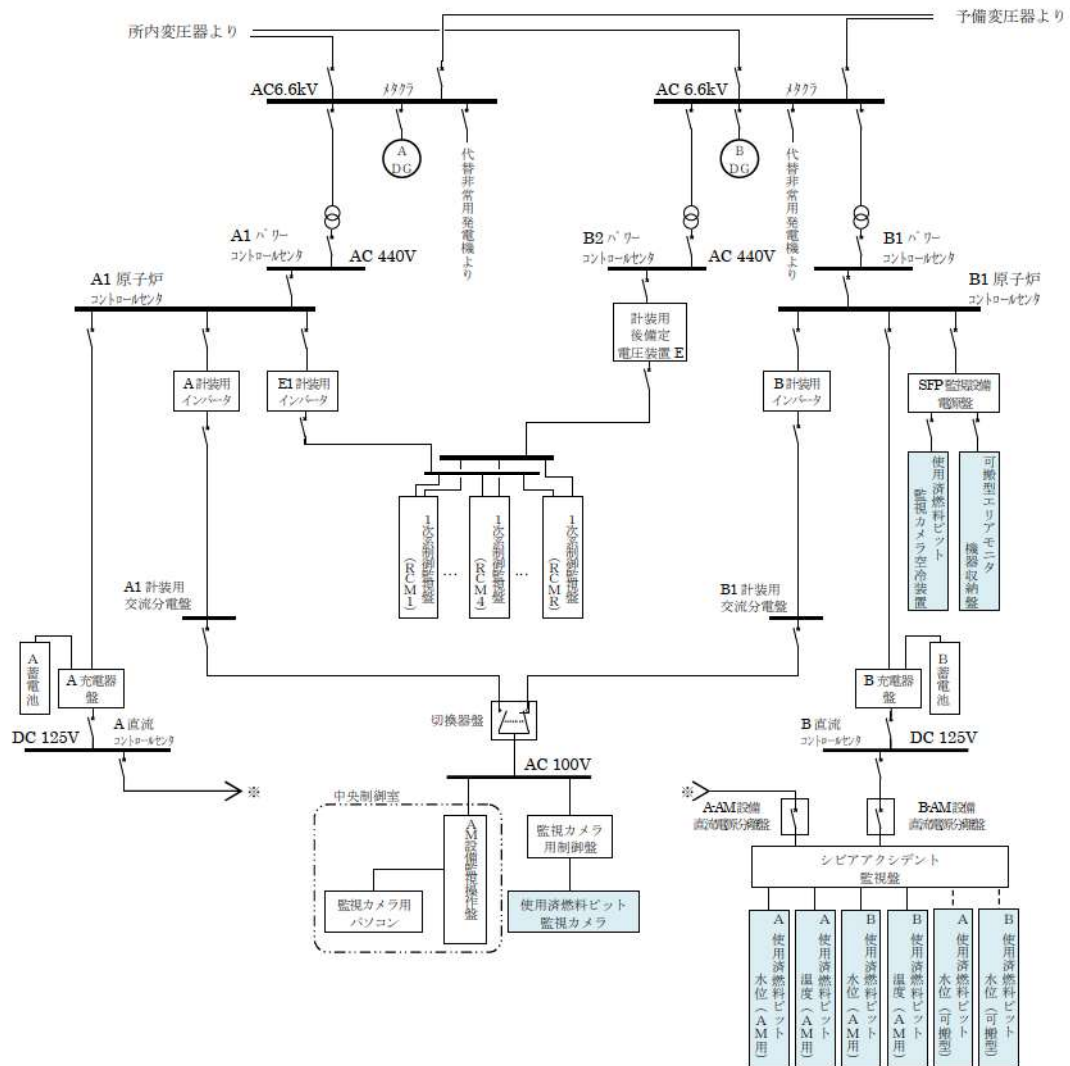 所内変圧器より
予備変圧器より
AC6.6kV
メタクラ
AC 6.6kV
メタクラ
A
DG
代替非常用発電機より
B
DG
代替非常用発電機より
A1 パワー
コントロールセンタ
AC 440V
B2 パワー
コントロールセンタ
AC 440V
B1 パワー
コントロールセンタ
A1 原子炉
コントロールセンタ
B1 原子炉
コントロールセンタ
計装用
後備定
電圧装置 E
A 計装用
インバータ
E1 計装用
インバータ
B 計装用
インバータ
SFP 監視設備
電源盤
使用済燃料ピット
監視カメラ空冷装置
可搬型エリアモニタ
機器収納盤
1次系制御監視盤
(RCM1)
…
1次系制御監視盤
(RCM4)
…
1次系制御監視盤
(RCMR)
A1 計装用
交流分電盤
B1 計装用
交流分電盤
A蓄電池
A 充電器
盤
B 充電器
盤
B蓄電池
切換器盤
DC 125V
A 直流
コントロールセンタ
B 直流
コントロールセンタ
DC 125V
AC 100V
※
※
中央制御室
AM設備監視操作盤
監視カメラ
用制御盤
A-AM 設備
直流電源分離盤
B-AM 設備
直流電源分離盤
シビアアクシデント
監視盤
監視カメラ用
パソコン
使用済燃料ピット
監視カメラ
A 使用済燃料ピット
水位(AM用)
A 使用済燃料ピット
温度(AM用)
B 使用済燃料ピット
水位(AM用)
B 使用済燃料ピット
温度(AM用)
A 使用済燃料ピット
水位(可搬型)
B 使用済燃料ピット
水位(可搬型)